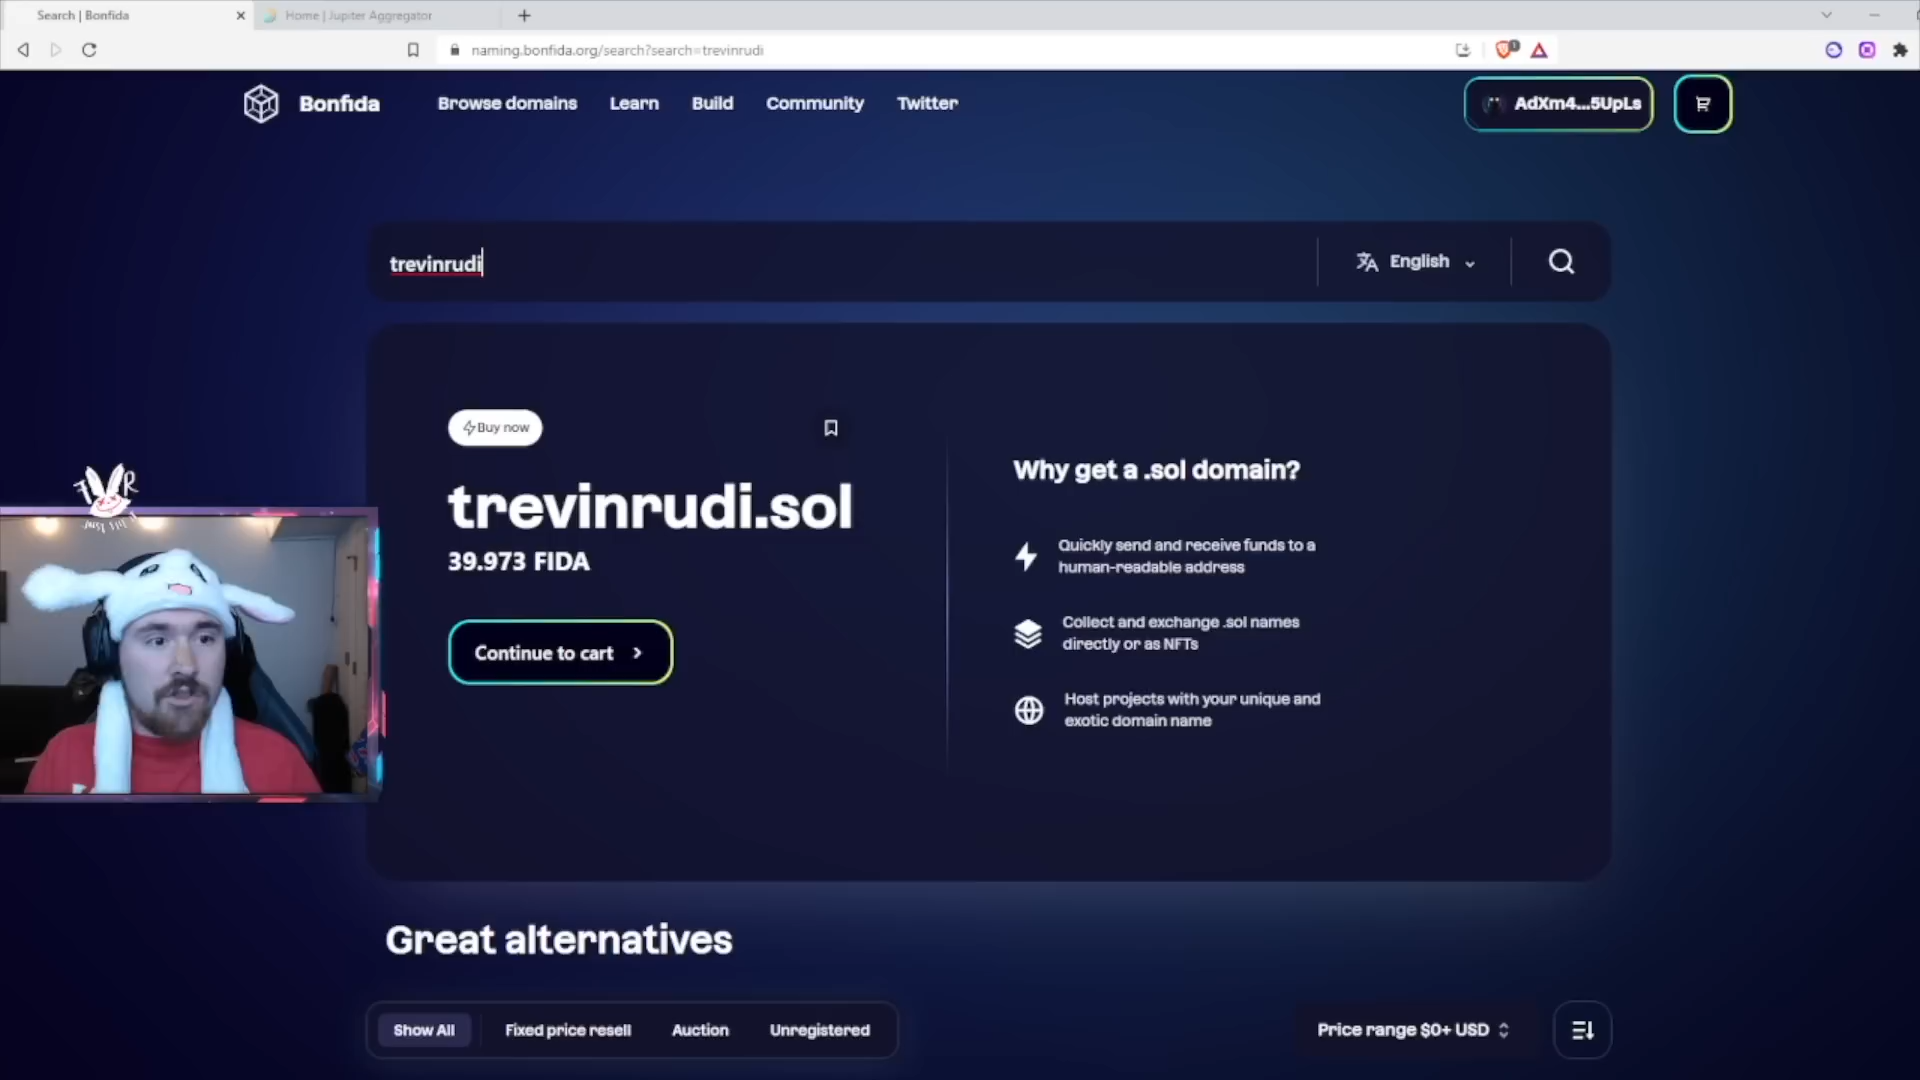 Search | Bonfida
Home | Jupiter Aggregator
naming.bonfida.org/search?search=trevinrudi
1
Bonfida
Browse domains
Learn
Build
Community
Twitter
AdXm4...5UpLs
trevinrudi
English
Buy now
trevinrudi.sol
39.973 FIDA
Continue to cart
Why get a .sol domain?
Quickly send and receive funds to a
human-readable address
Collect and exchange .sol names
directly or as NFTs
Host projects with your unique and
exotic domain name
Great alternatives
Show All
Fixed price resell
Auction
Unregistered
Price range $0+ USD